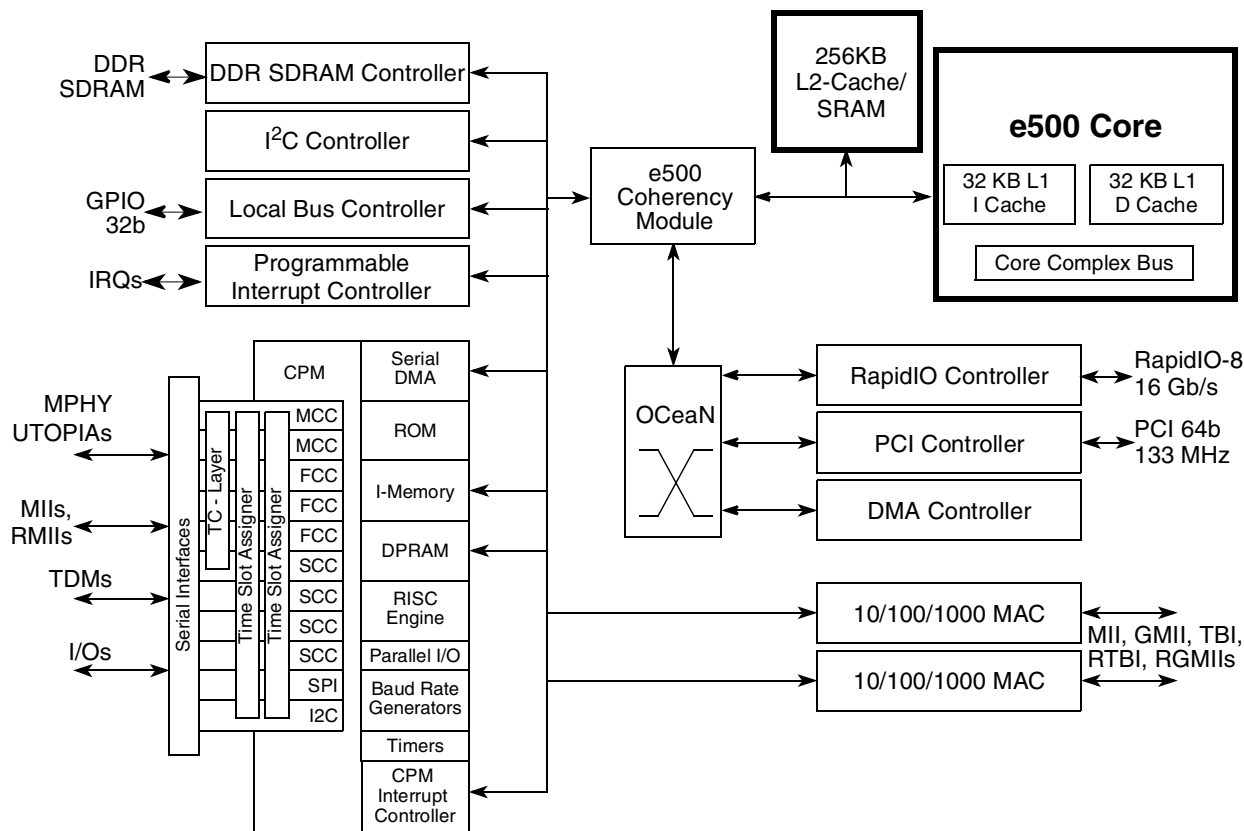 DDR
SDRAM
DDR SDRAM Controller
I²C Controller
GPIO
32b
Local Bus Controller
IRQs
Programmable
Interrupt Controller
256KB
L2-Cache/
SRAM
e500 Core
32 KB L1
I Cache
32 KB L1
D Cache
Core Complex Bus
e500
Coherency
Module
OCeaN
RapidIO Controller
RapidIO-8
16 Gb/s
PCI Controller
PCI 64b
133 MHz
DMA Controller
10/100/1000 MAC
10/100/1000 MAC
MII, GMII, TBI,
RTBI, RGMIIs
MPHY
UTOPIAs
MIIs,
RMIIs
TDMs
I/Os
Serial Interfaces
TC - Layer
Time Slot Assigner
Time Slot Assigner
CPM
MCC
MCC
FCC
FCC
FCC
SCC
SCC
SCC
SCC
SPI
I2C
Serial
DMA
ROM
I-Memory
DPRAM
RISC
Engine
Parallel I/O
Baud Rate
Generators
Timers
CPM
Interrupt
Controller